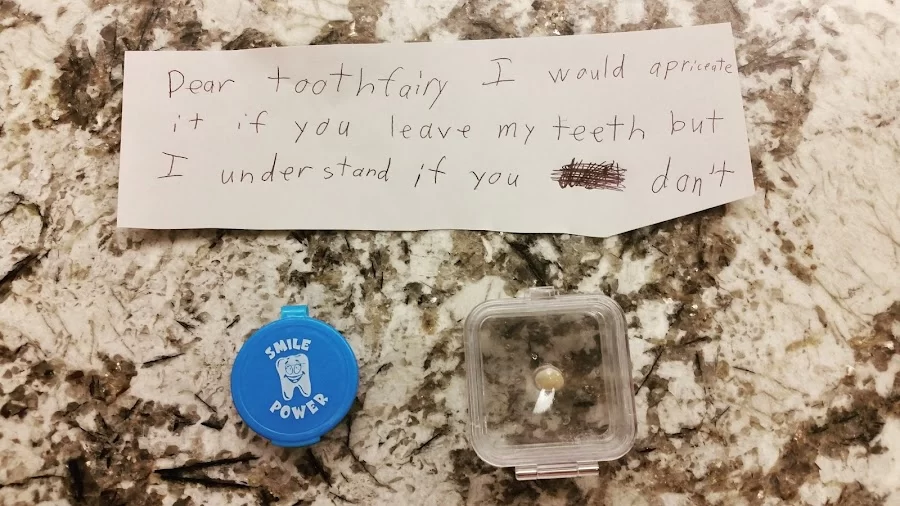 Dear toothfairy I would apriceate
it if you leave my teeth but
I understand if you don't
SMILE
POWER